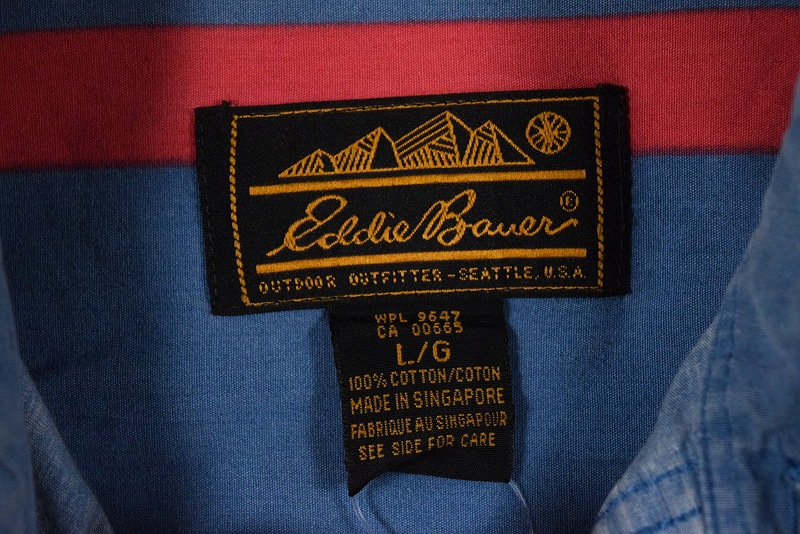 Eddie Bauer®
OUTDOOR OUTFITTER - SEATTLE, U.S.A.
WPL 9647
CA 00665
L/G
100% COTTON/COTON
MADE IN SINGAPORE
FABRIQUE AU SINGAPOUR
SEE SIDE FOR CARE